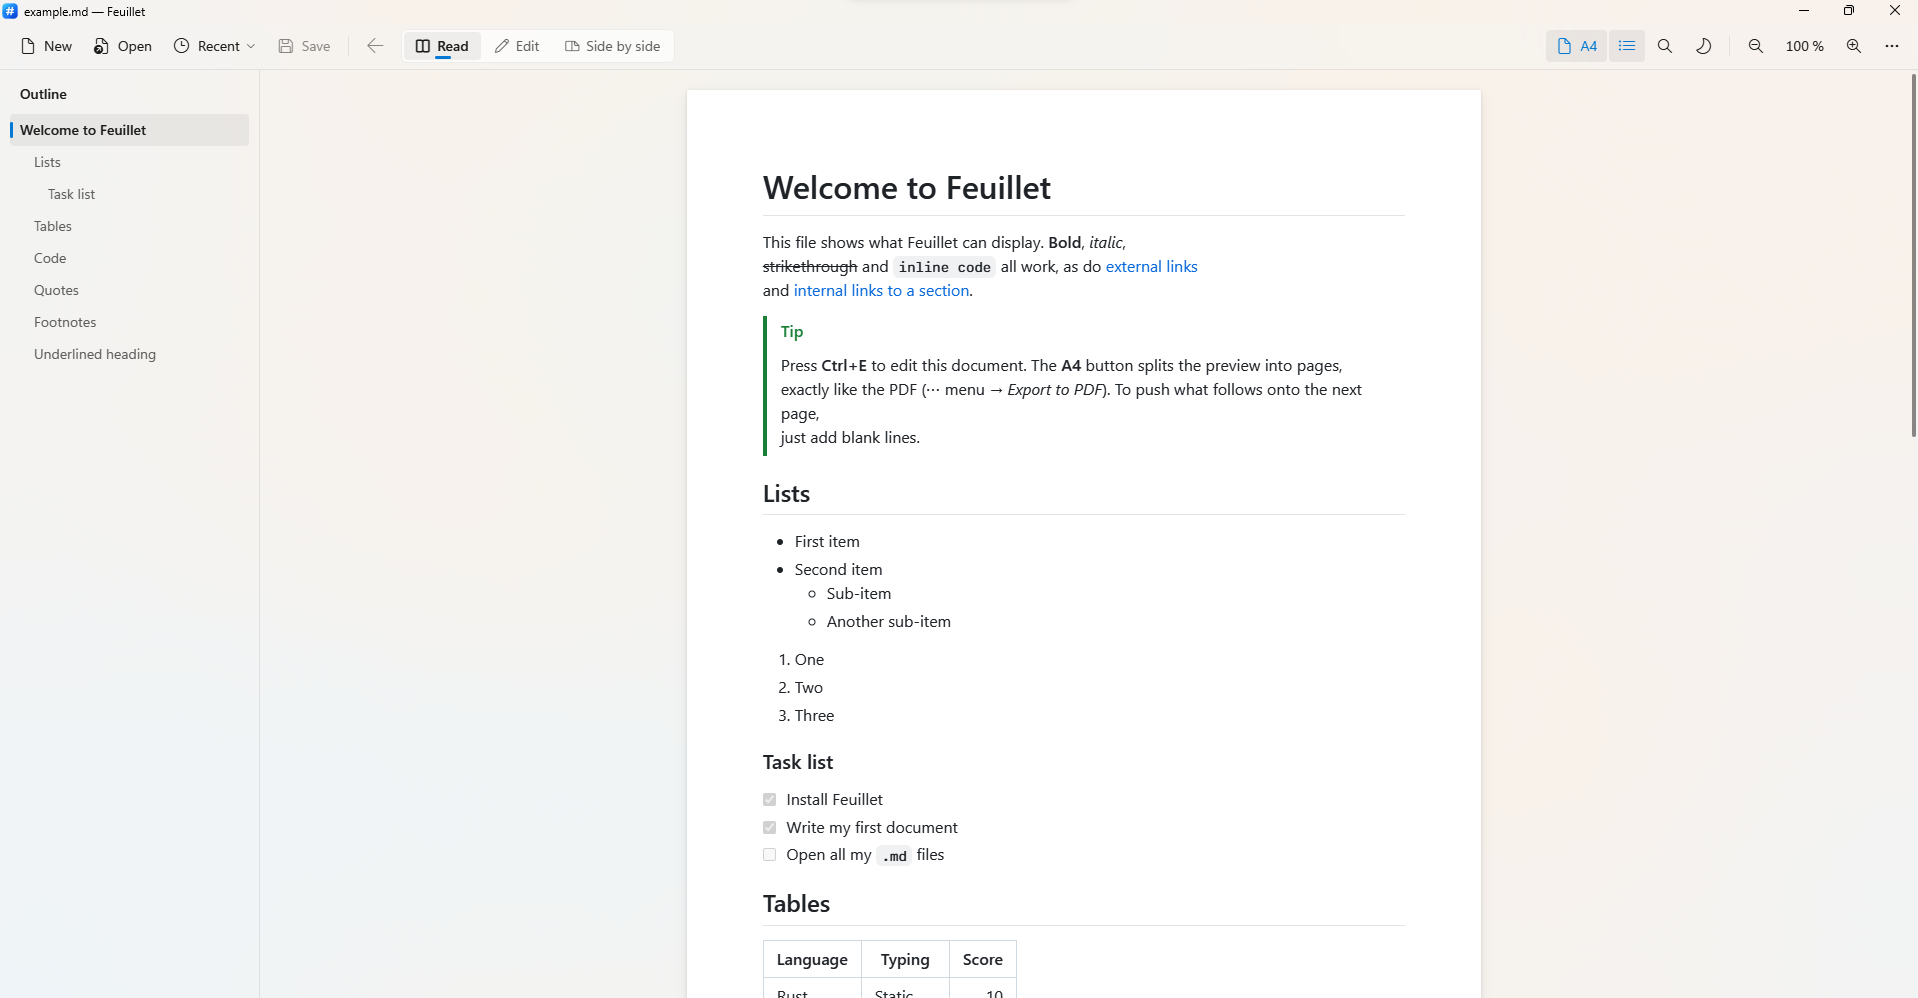 example.md — Feuillet
New Open Recent Save Read Edit Side by side A4 100 %
Outline
Welcome to Feuillet
Lists
Task list
Tables
Code
Quotes
Footnotes
Underlined heading
Welcome to Feuillet
This file shows what Feuillet can display. Bold, italic,
strikethrough and inline code all work, as do external links
and internal links to a section.
Tip
Press Ctrl+E to edit this document. The A4 button splits the preview into pages,
exactly like the PDF (··· menu → Export to PDF). To push what follows onto the next
page,
just add blank lines.
Lists
• First item
• Second item
◦ Sub-item
◦ Another sub-item
1. One
2. Two
3. Three
Task list
Install Feuillet
Write my first document
Open all my .md files
Tables
Language Typing Score
Rust Static 10